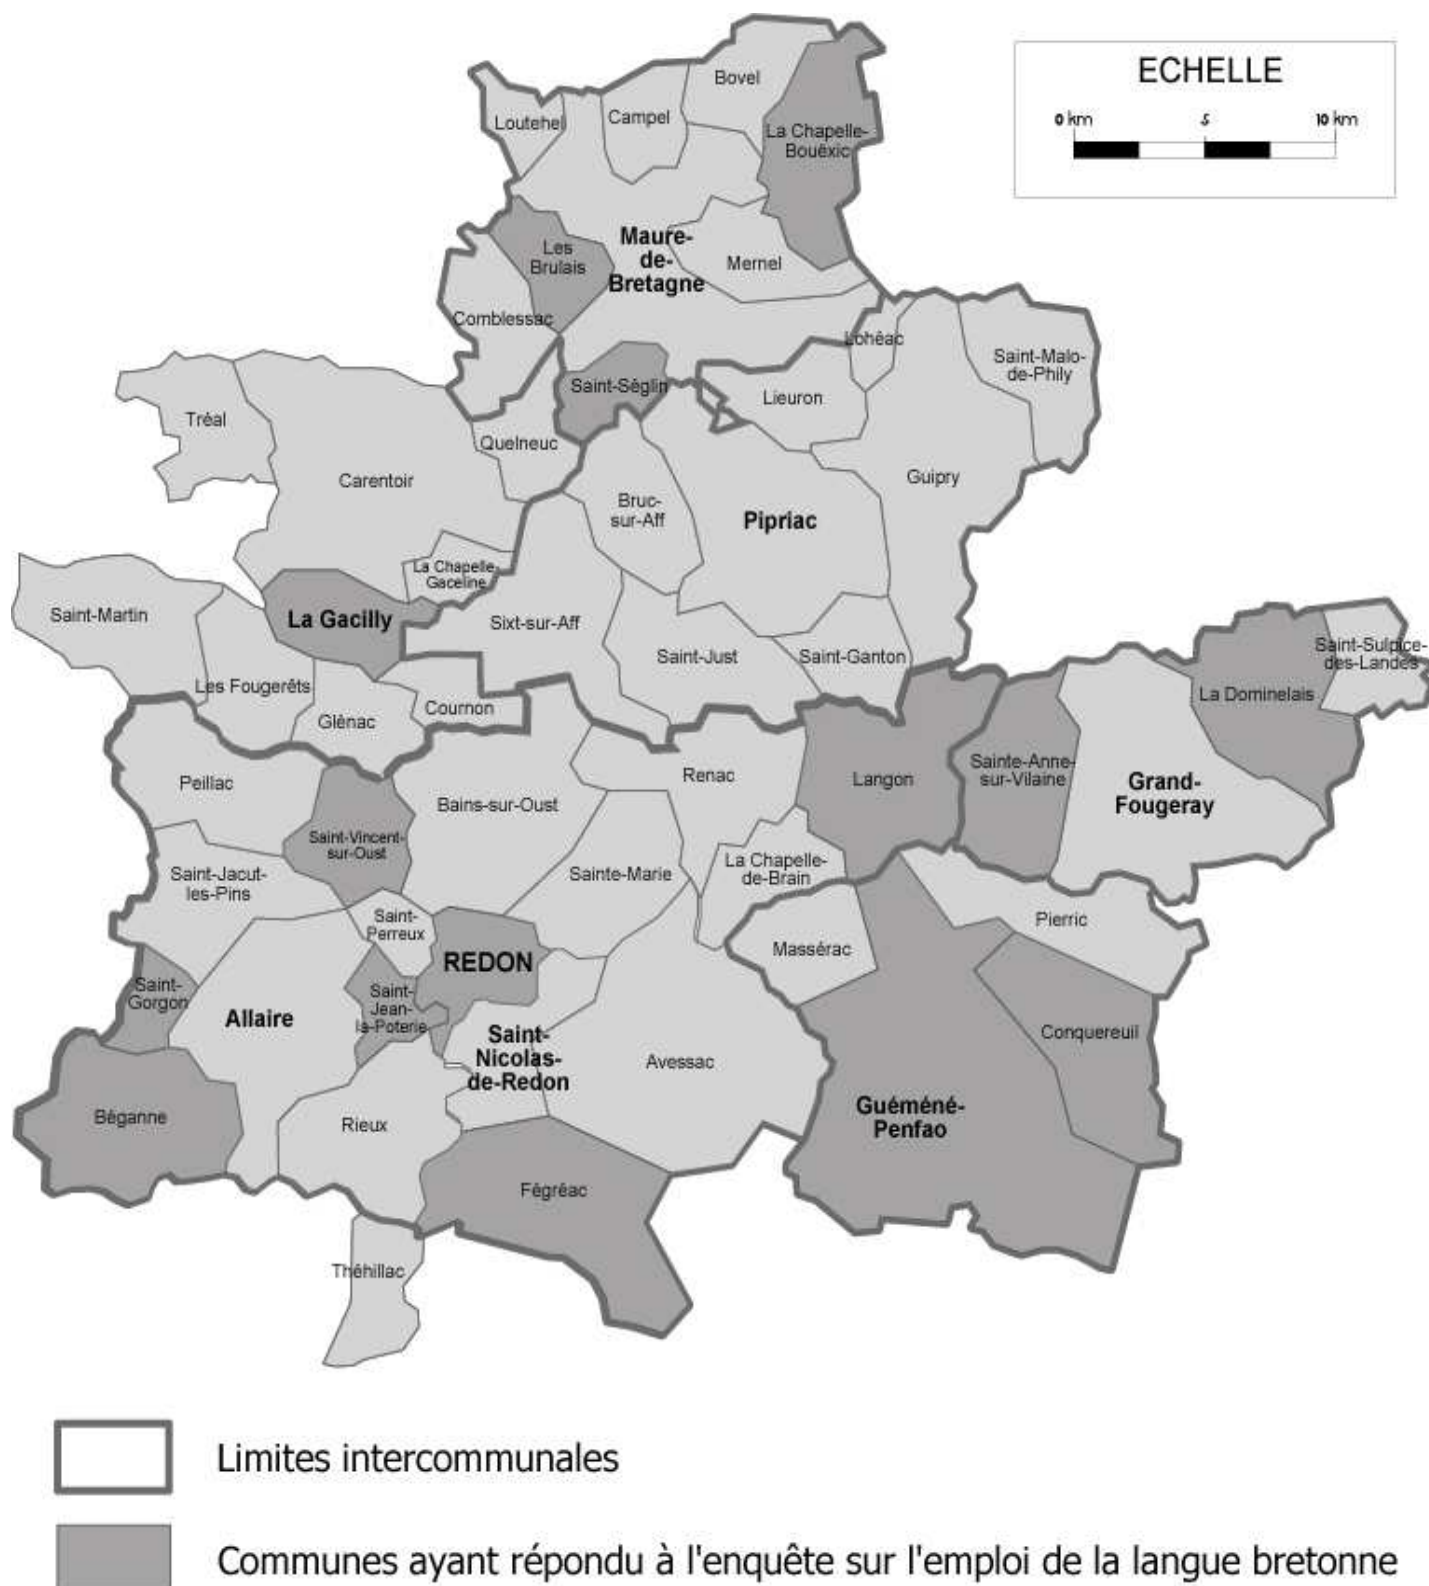 ECHELLE
0 km 5 10 km
Bovel
Loutehel
Campel
La Chapelle-
Bouëxic
Les
Brulais
Maure-
de-
Bretagne
Mernel
Comblessac
Lohéac
Saint-Malo-
de-Phily
Saint-Séglin
Lieuron
Tréal
Quelneuc
Carentoir
Guipry
Bruc-
sur-Aff
Pipriac
La Chapelle-
Gaceline
Saint-Martin
La Gacilly
Sixt-sur-Aff
Saint-Just
Saint-Ganton
Saint-Sulpice-
des-Landes
Les Fougerêts
La Dominelais
Cournon
Glénac
Peillac
Bains-sur-Oust
Renac
Langon
Sainte-Anne-
sur-Vilaine
Grand-
Fougeray
Saint-Vincent-
sur-Oust
Saint-Jacut-
les-Pins
Sainte-Marie
La Chapelle-
de-Brain
Saint-
Perreux
Pierric
Massérac
REDON
Saint-
Gorgon
Saint-
Jean-
la-Poterie
Allaire
Saint-
Nicolas-
de-Redon
Avessac
Conquereuil
Béganne
Rieux
Guéméné-
Penfao
Fégréac
Théhillac
Limites intercommunales
Communes ayant répondu à l'enquête sur l'emploi de la langue bretonne